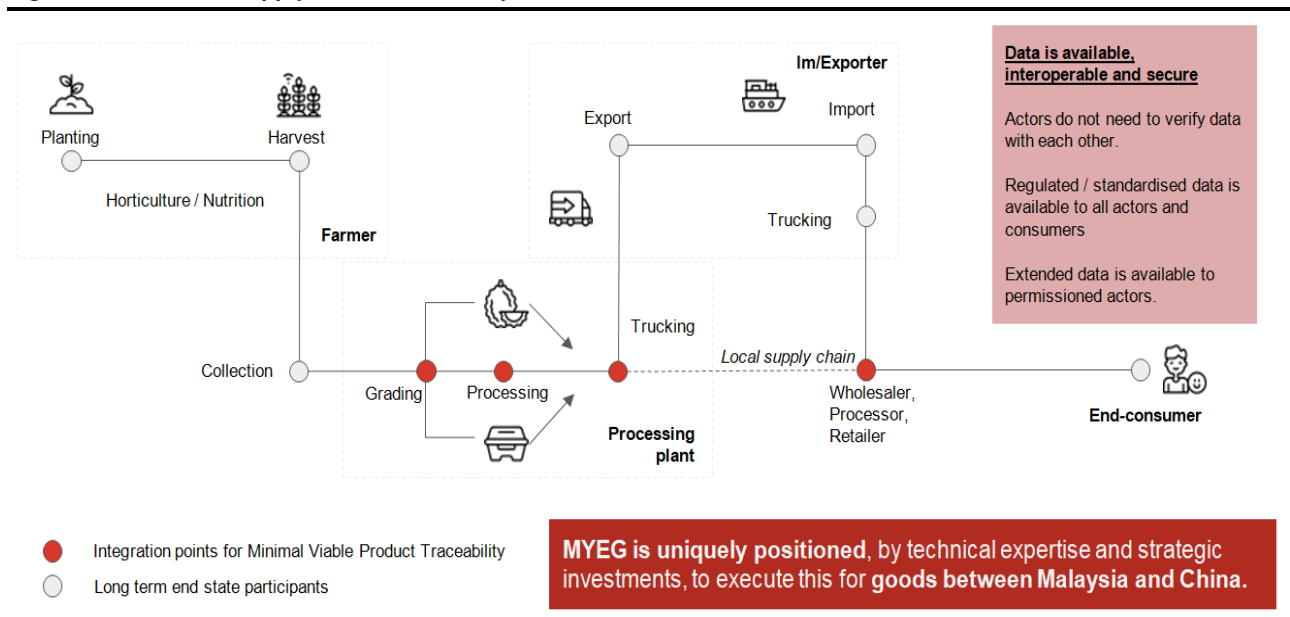 Im/Exporter
Planting
Harvest
Export
Import
Horticulture / Nutrition
Farmer
Trucking
Collection
Grading
Processing
Trucking
Local supply chain
Wholesaler,
Processor,
Retailer
Processing
plant
End-consumer
Data is available,
interoperable and secure
Actors do not need to verify data
with each other.
Regulated / standardised data is
available to all actors and
consumers
Extended data is available to
permissioned actors.
Integration points for Minimal Viable Product Traceability
Long term end state participants
MYEG is uniquely positioned, by technical expertise and strategic
investments, to execute this for goods between Malaysia and China.